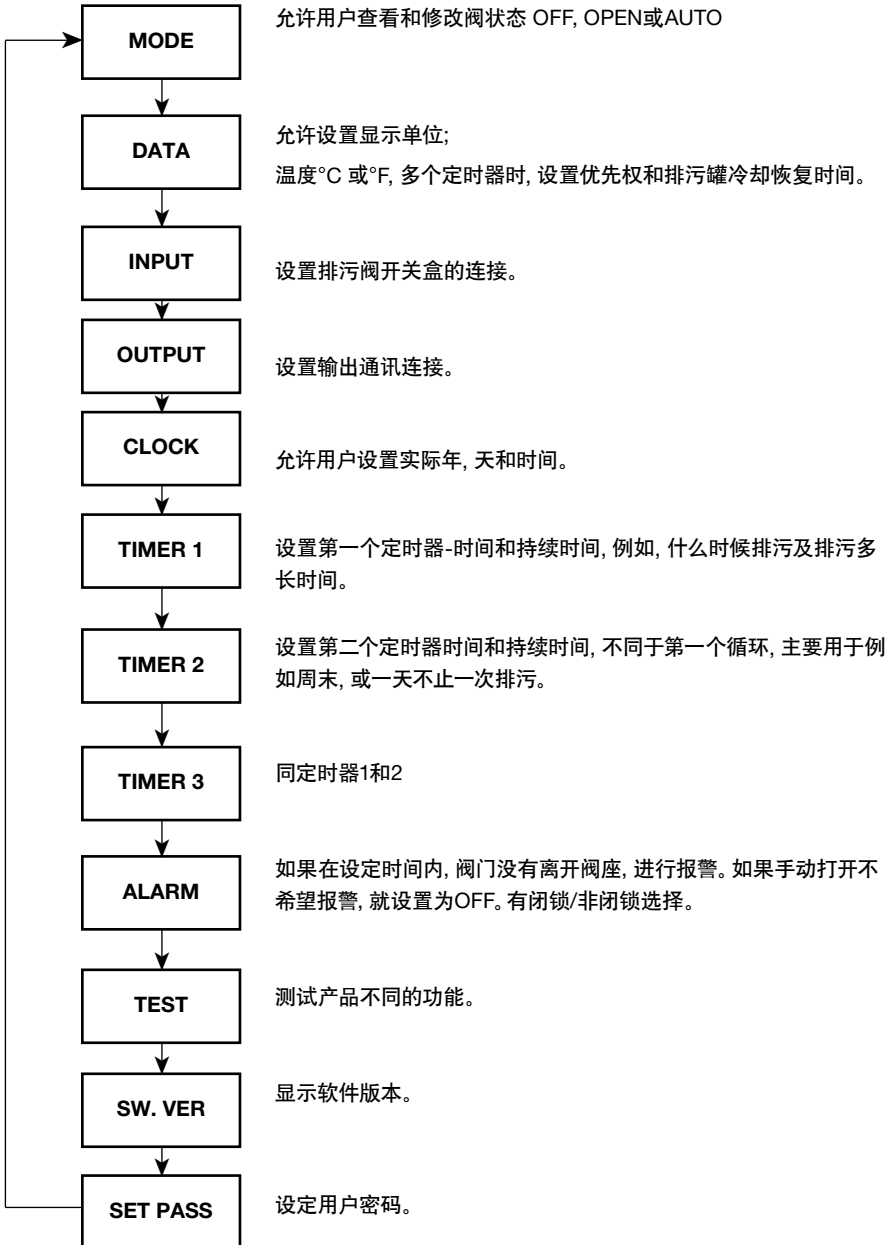 MODE
允许用户查看和修改阀状态 OFF, OPEN或AUTO
DATA
允许设置显示单位;
温度°C 或°F, 多个定时器时, 设置优先权和排污罐冷却恢复时间。
INPUT
设置排污阀开关盒的连接。
OUTPUT
设置输出通讯连接。
CLOCK
允许用户设置实际年, 天和时间。
TIMER 1
设置第一个定时器-时间和持续时间, 例如, 什么时候排污及排污多
长时间。
TIMER 2
设置第二个定时器时间和持续时间, 不同于第一个循环, 主要用于例
如周末, 或一天不止一次排污。
TIMER 3
同定时器1和2
ALARM
如果在设定时间内, 阀门没有离开阀座, 进行报警。如果手动打开不
希望报警, 就设置为OFF。有闭锁/非闭锁选择。
TEST
测试产品不同的功能。
SW. VER
显示软件版本。
SET PASS
设定用户密码。